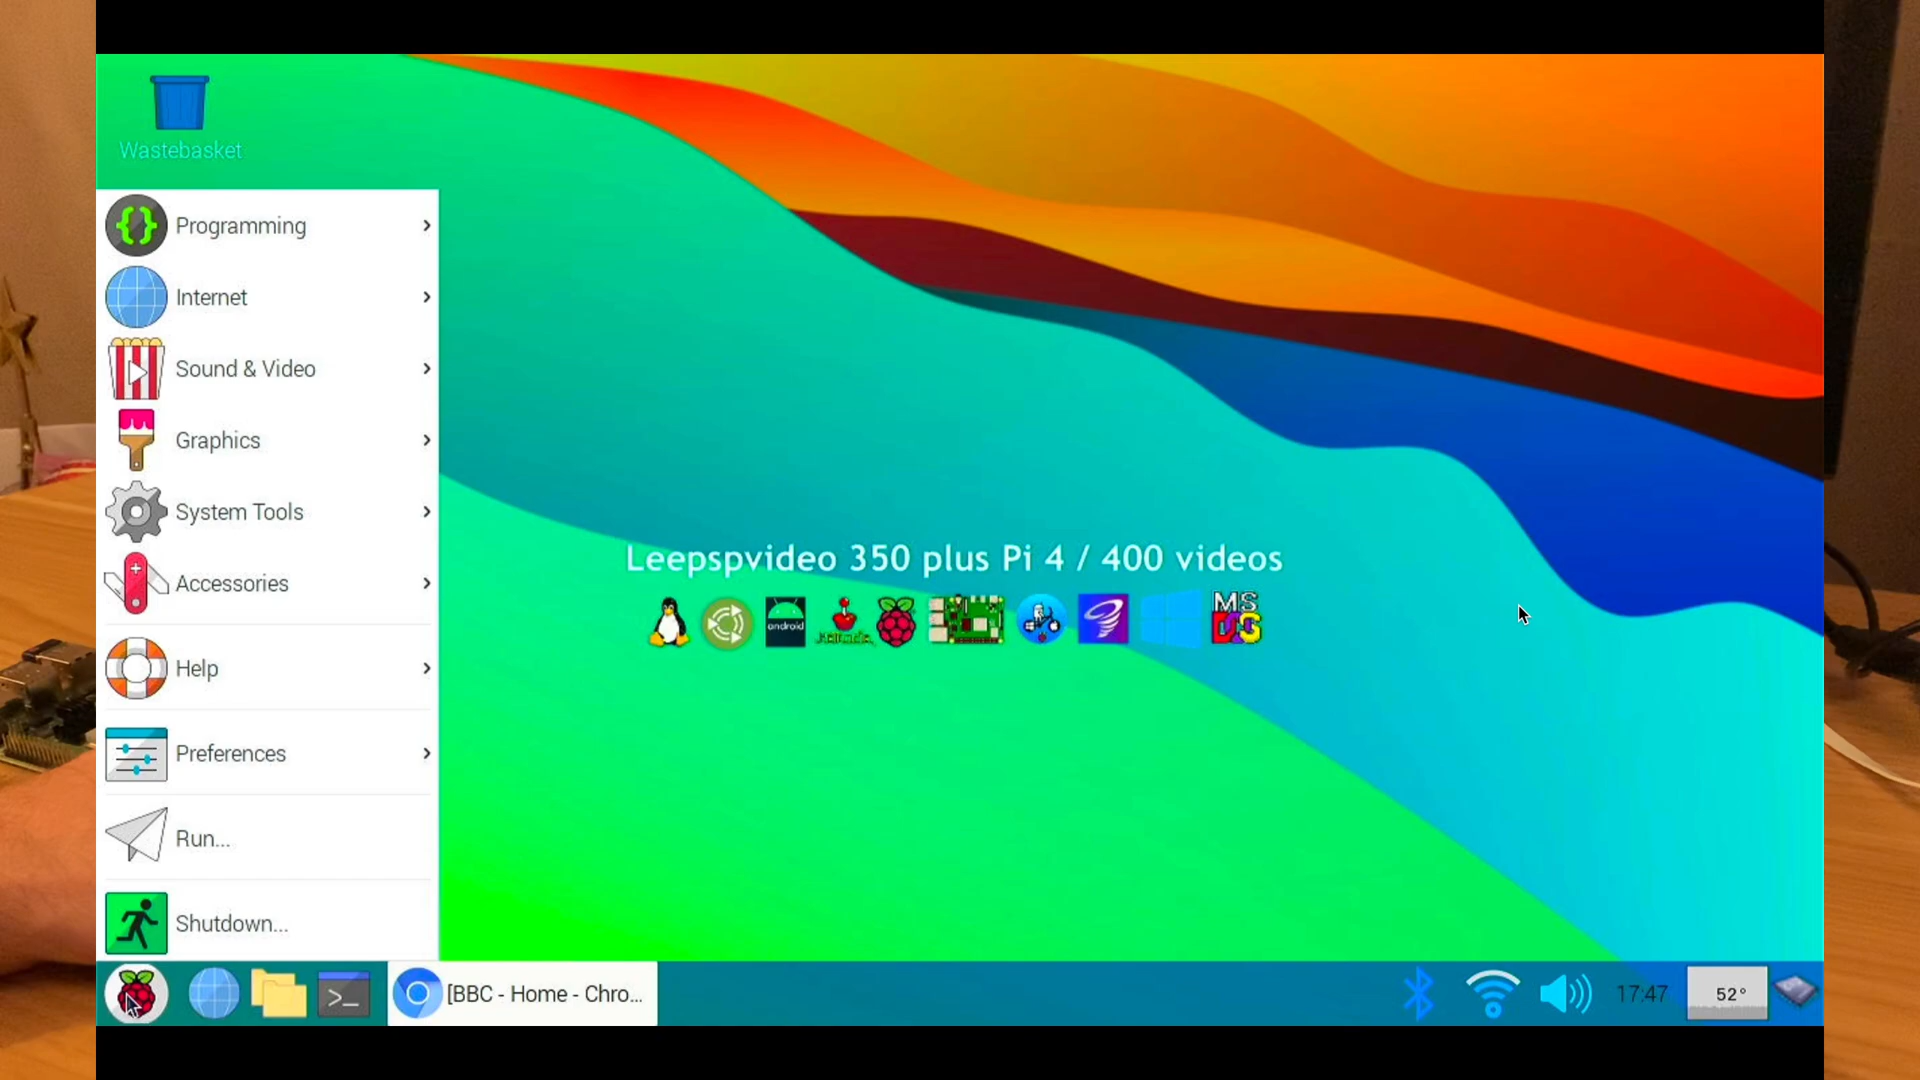 Wastebasket
Programming
Internet
Sound & Video
Graphics
System Tools
Accessories
Help
Preferences
Run...
Shutdown...
Leepspvideo 350 plus Pi 4 / 400 videos
android
MS
[BBC - Home - Chro...
17:47
52°